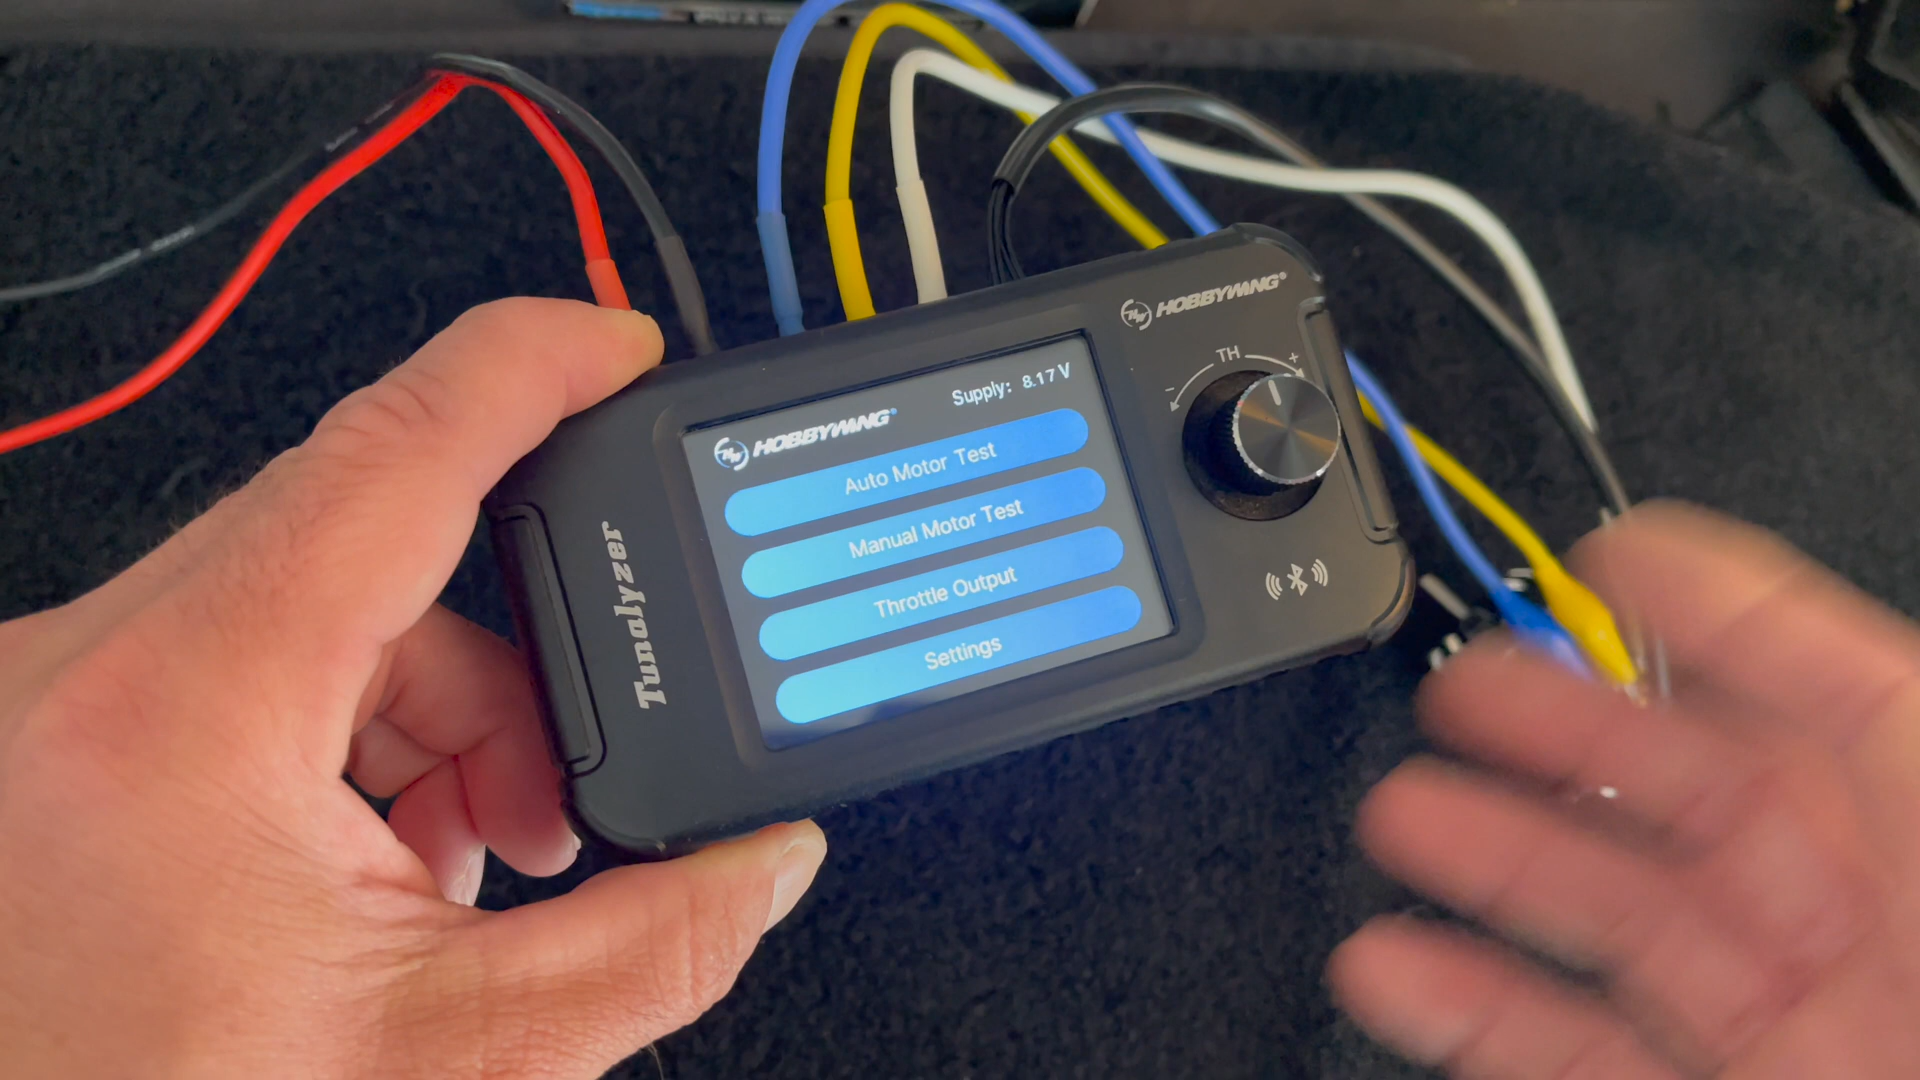 HOBBYWING®
TH
- +
Supply: 8.17 V
HOBBYWING®
Auto Motor Test
Manual Motor Test
Throttle Output
Settings
Tunalyzer